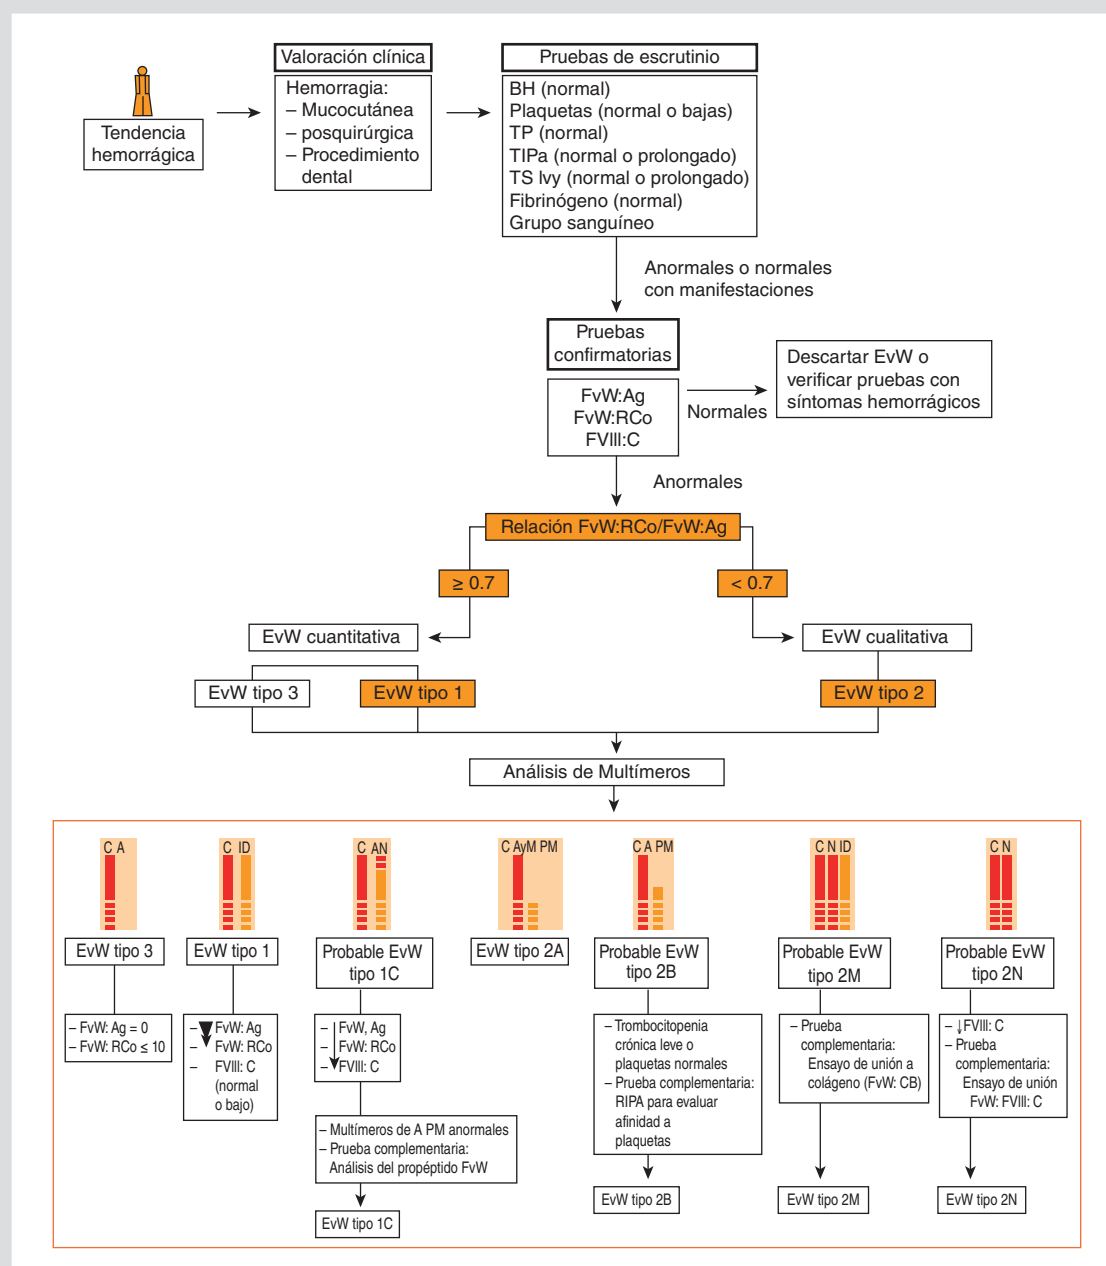 Tendencia
hemorrágica
Valoración clínica
Hemorragia:
– Mucocutánea
– posquirúrgica
– Procedimiento
dental
Pruebas de escrutinio
BH (normal)
Plaquetas (normal o bajas)
TP (normal)
TIPa (normal o prolongado)
TS Ivy (normal o prolongado)
Fibrinógeno (normal)
Grupo sanguíneo
Anormales o normales
con manifestaciones
Pruebas
confirmatorias
FvW:Ag
FvW:RCo
FVIII:C
Normales
Descartar EvW o
verificar pruebas con
síntomas hemorrágicos
Anormales
Relación FvW:RCo/FvW:Ag
≥ 0.7
< 0.7
EvW cuantitativa
EvW cualitativa
EvW tipo 3
EvW tipo 1
EvW tipo 2
Análisis de Multímeros
C A
EvW tipo 3
– FvW: Ag = 0
– FvW: RCo ≤ 10
C ID
EvW tipo 1
– FvW: Ag
– FvW: RCo
– FVIII: C
(normal
o bajo)
C AN
Probable EvW
tipo 1C
– FvW, Ag
– FvW: RCo
– FVIII: C
– Multímeros de A PM anormales
– Prueba complementaria:
Análisis del propéptido FvW
EvW tipo 1C
C AyM PM
EvW tipo 2A
C A PM
Probable EvW
tipo 2B
– Trombocitopenia
crónica leve o
plaquetas normales
– Prueba complementaria:
RIPA para evaluar
afinidad a
plaquetas
EvW tipo 2B
C N ID
Probable EvW
tipo 2M
– Prueba
complementaria:
Ensayo de unión a
colágeno (FvW: CB)
EvW tipo 2M
C N
Probable EvW
tipo 2N
– ↓FVIII: C
– Prueba
complementaria:
Ensayo de unión
FvW: FVIII: C
EvW tipo 2N